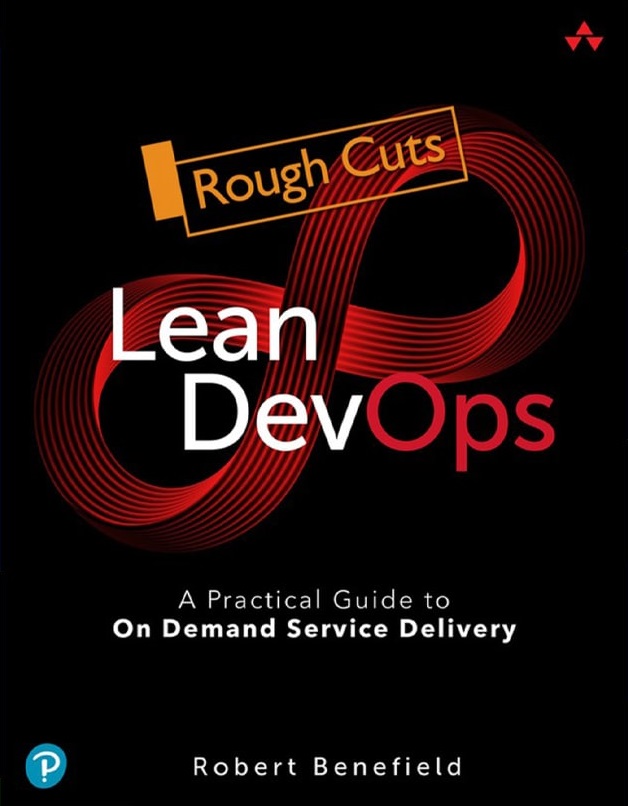 Rough Cuts
Lean
DevOps
A Practical Guide to
On Demand Service Delivery
P
Robert Benefield